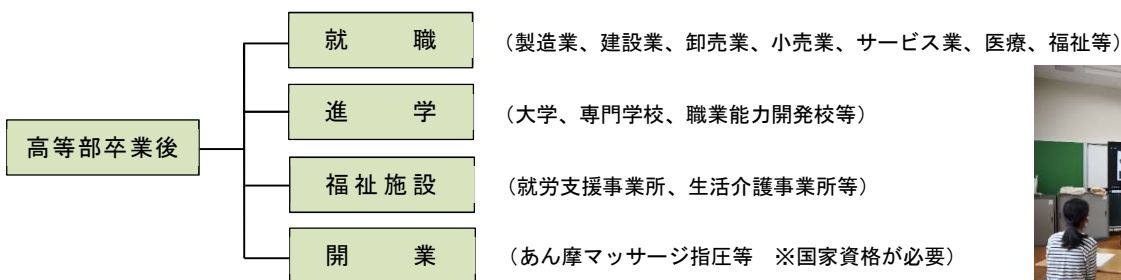 就職 （製造業、建設業、卸売業、小売業、サービス業、医療、福祉等）
進学 （大学、専門学校、職業能力開発校等）
高等部卒業後
福祉施設 （就労支援事業所、生活介護事業所等）
開業 （あん摩マッサージ指圧等　※国家資格が必要）